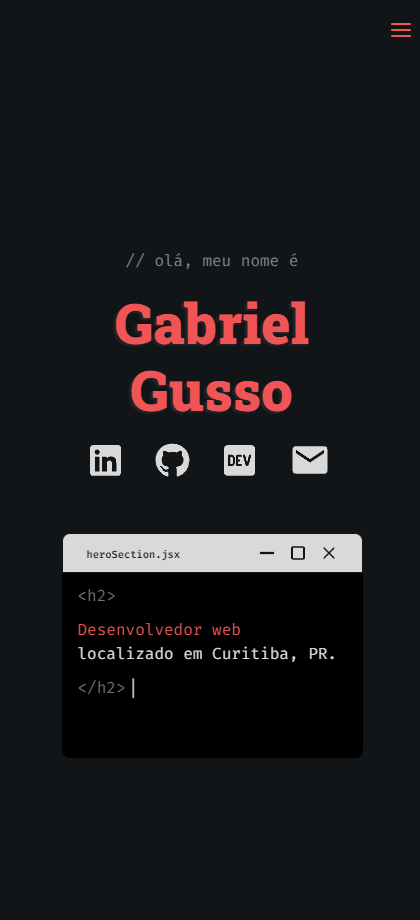 // olá, meu nome é
Gabriel
Gusso
in
DEV
heroSection.jsx
<h2>
Desenvolvedor web
localizado em Curitiba, PR.
</h2>